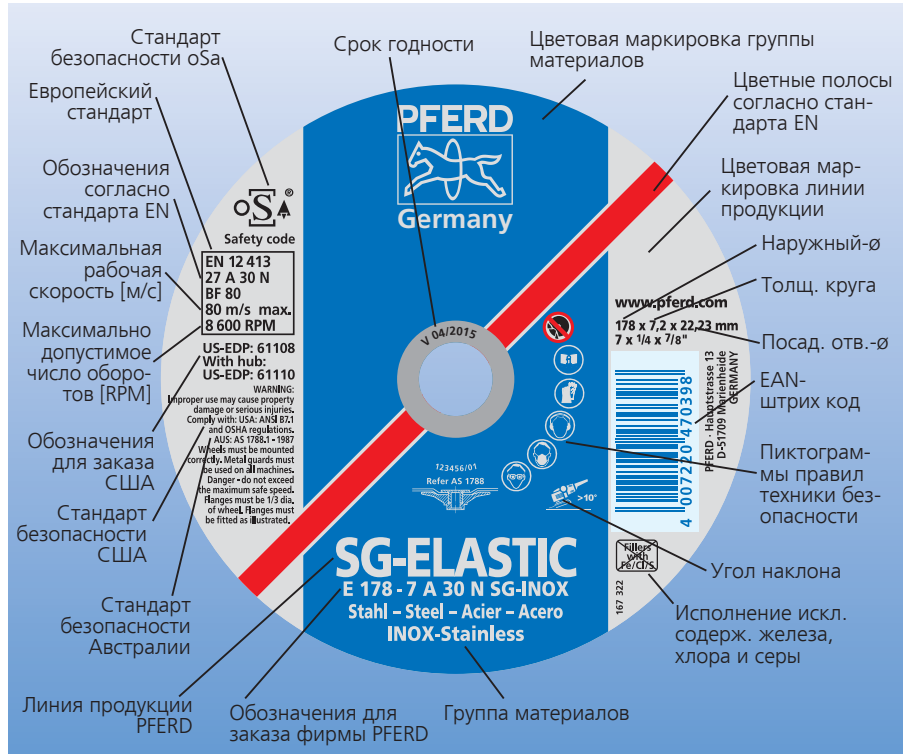 Стандарт
безопасности oSa
Европейский
стандарт
Обозначения
согласно
стандарта EN
Максимальная
рабочая
скорость [м/с]
Максимально
допустимое
число оборо-
тов [RPM]
Обозначения
для заказа
США
Стандарт
безопасности
США
Стандарт
безопасности
Австралии
Линия продукции
PFERD
Обозначения для
заказа фирмы PFERD
Группа материалов
Срок годности
Цветовая маркировка группы
материалов
Цветные полосы
согласно стан-
дарта EN
Цветовая мар-
кировка линии
продукции
Наружный-ø
Толщ. круга
Посад. отв.-ø
EAN-
штрих код
Пиктограм-
мы правил
техники без-
опасности
Угол наклона
Исполнение искл.
содерж. железа,
хлора и серы
PFERD
Germany
oSa®
Safety code
EN 12 413
27 A 30 N
BF 80
80 m/s max.
8 600 RPM
US-EDP: 61108
With hub:
US-EDP: 61110
WARNING:
Improper use may cause property
damage or serious injuries.
Comply with: USA: ANSI B7.1
and OSHA regulations.
AUS: AS 1788.1 - 1987
Wheels must be mounted
correctly. Metal guards must
be used on all machines.
Danger • do not exceed
the maximum safe speed.
Flanges must be 1/3 dia.
of wheel. Flanges must
be fitted as illustrated.
V 04/2015
123456/01
Refer AS 1788
>10°
SG-ELASTIC
E 178 - 7 A 30 N SG-INOX
Stahl – Steel – Acier – Acero
INOX-Stainless
www.pferd.com
178 x 7,2 x 22,23 mm
7 x 1/4 x 7/8"
PFERD · Hauptstrasse 13
D-51709 Marienheide
GERMANY
4 007220 470398
Fillers
with
Fe/Cl/S
167 322